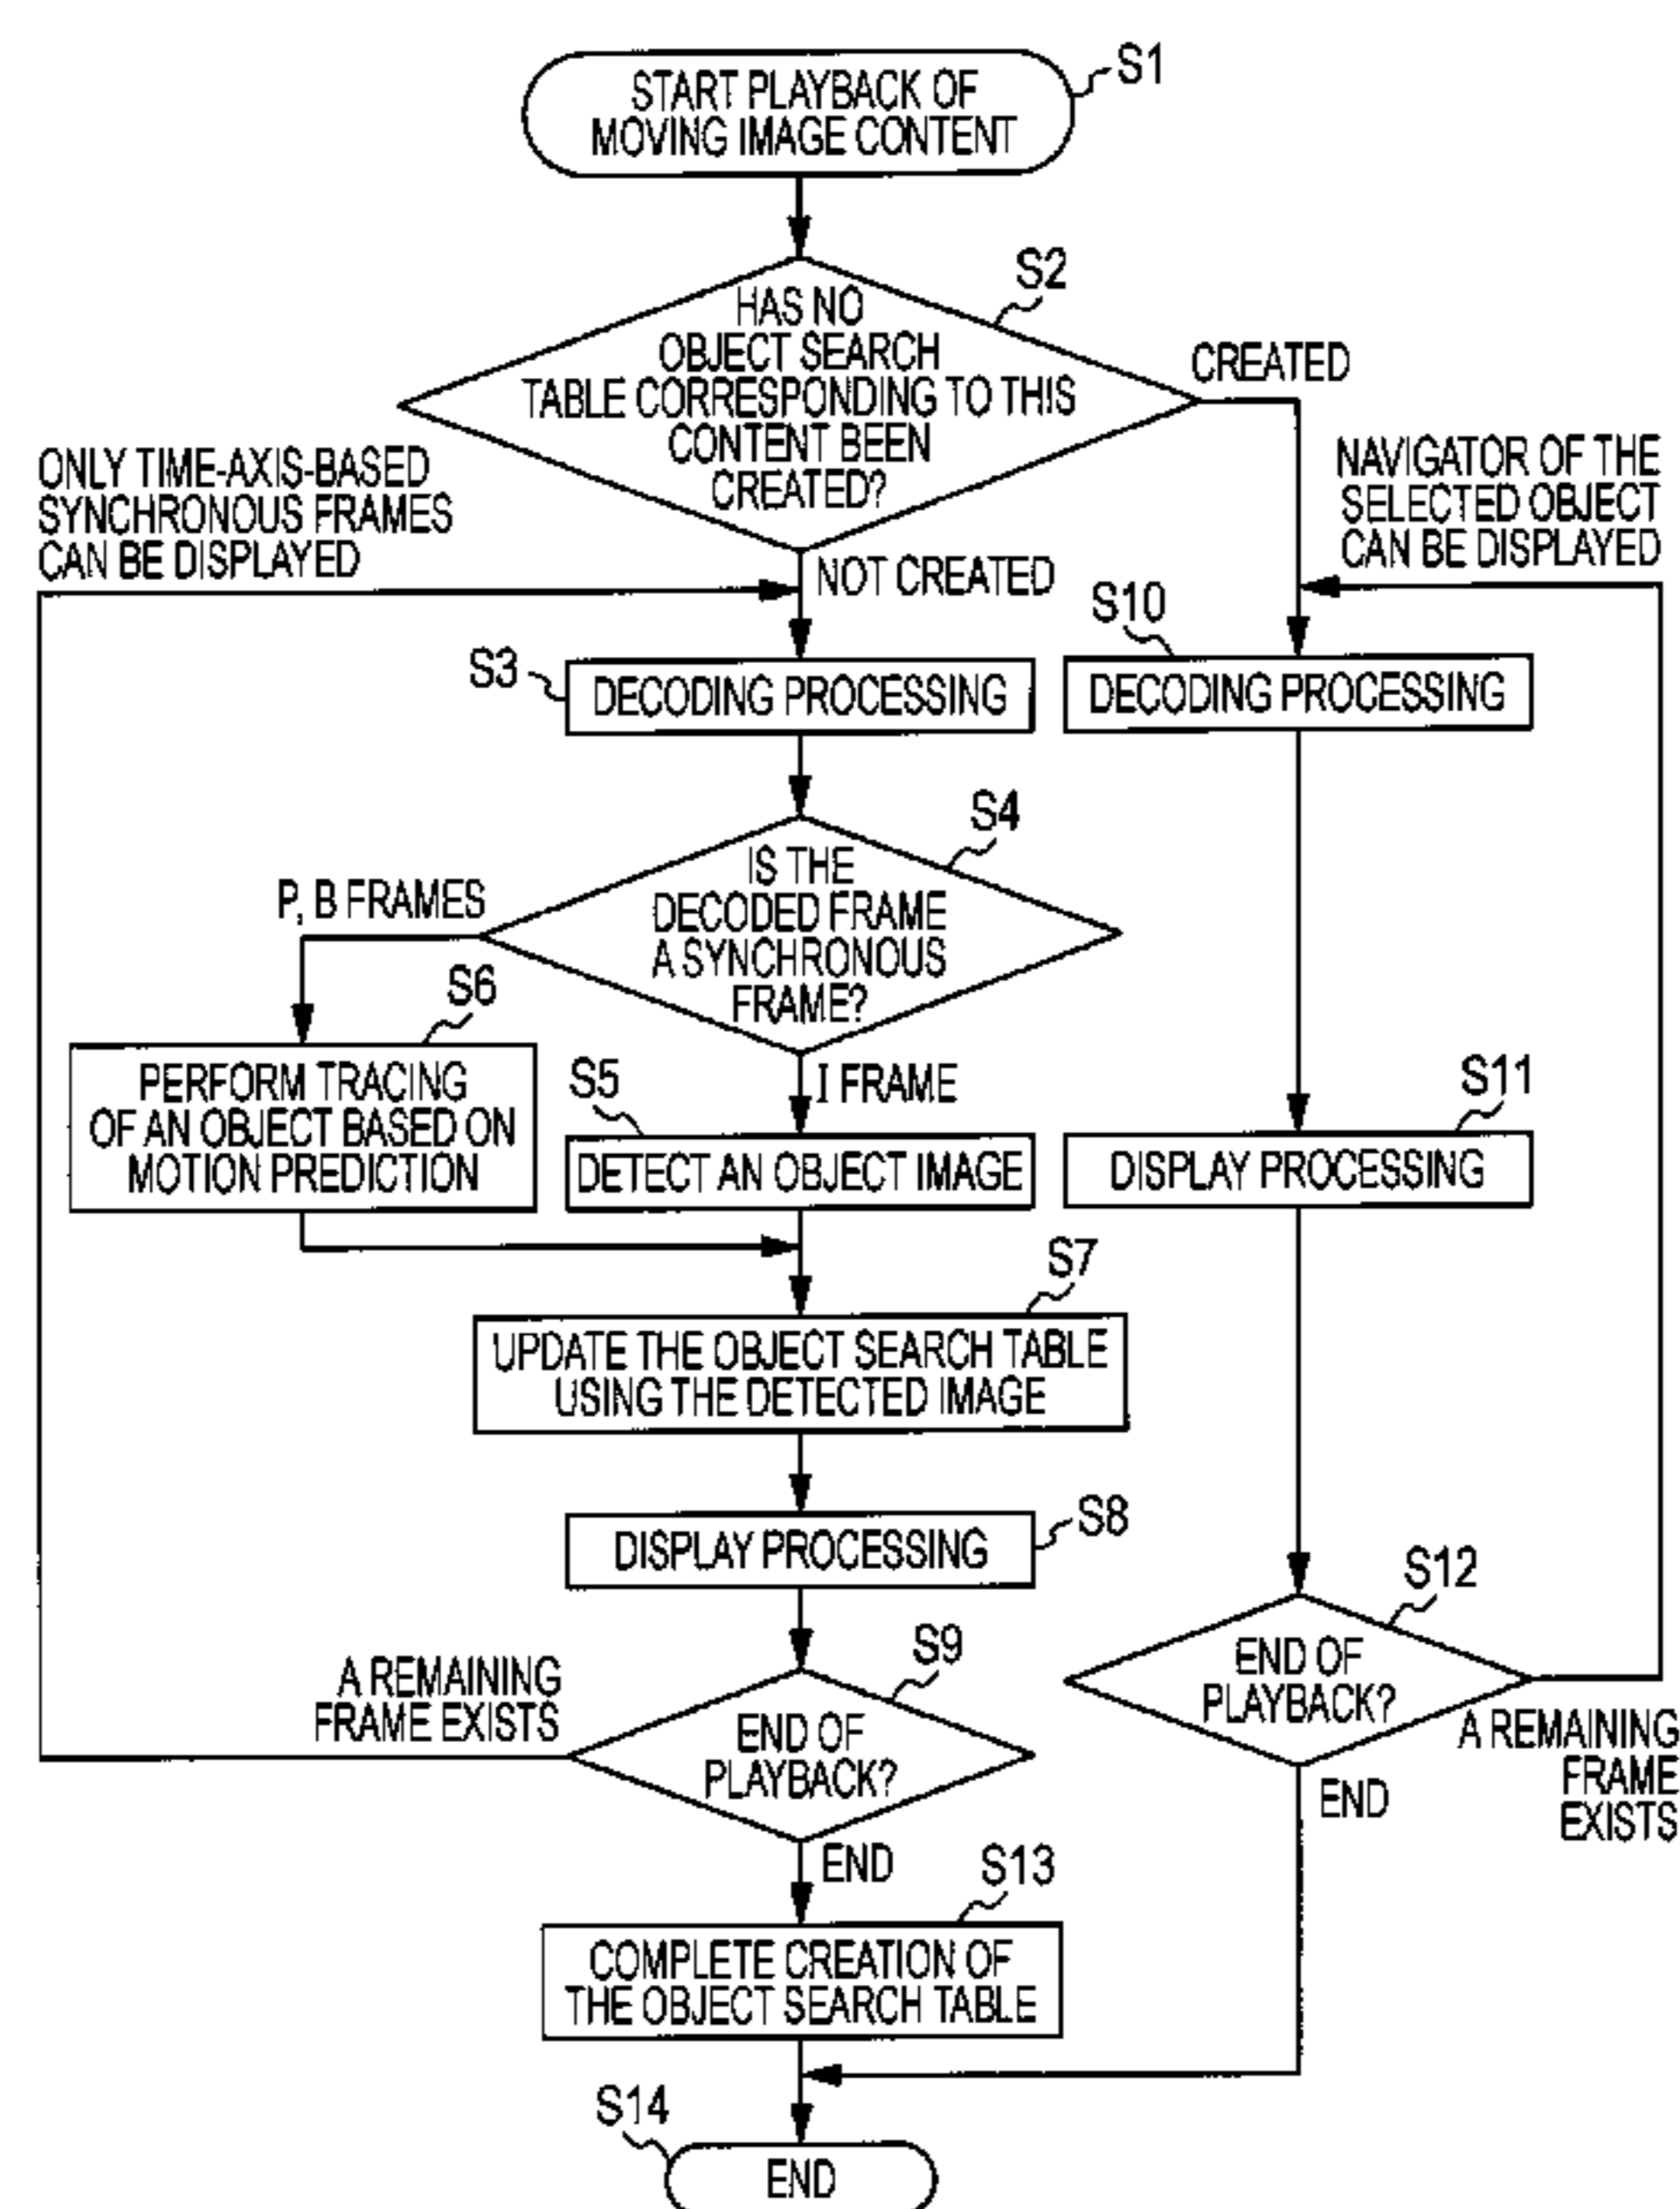 START PLAYBACK OF
MOVING IMAGE CONTENT
S1
S2
HAS NO
OBJECT SEARCH
TABLE CORRESPONDING TO THIS
CONTENT BEEN
CREATED?
CREATED
ONLY TIME-AXIS-BASED
SYNCHRONOUS FRAMES
CAN BE DISPLAYED
NAVIGATOR OF THE
SELECTED OBJECT
CAN BE DISPLAYED
NOT CREATED
S3
DECODING PROCESSING
S10
DECODING PROCESSING
S4
IS THE
DECODED FRAME
A SYNCHRONOUS
FRAME?
P, B FRAMES
S6
PERFORM TRACING
OF AN OBJECT BASED ON
MOTION PREDICTION
I FRAME
S5
DETECT AN OBJECT IMAGE
S11
DISPLAY PROCESSING
S7
UPDATE THE OBJECT SEARCH TABLE
USING THE DETECTED IMAGE
S8
DISPLAY PROCESSING
S9
END OF
PLAYBACK?
A REMAINING
FRAME EXISTS
S12
END OF
PLAYBACK?
A REMAINING
FRAME
EXISTS
END
END
S13
COMPLETE CREATION OF
THE OBJECT SEARCH TABLE
S14
END